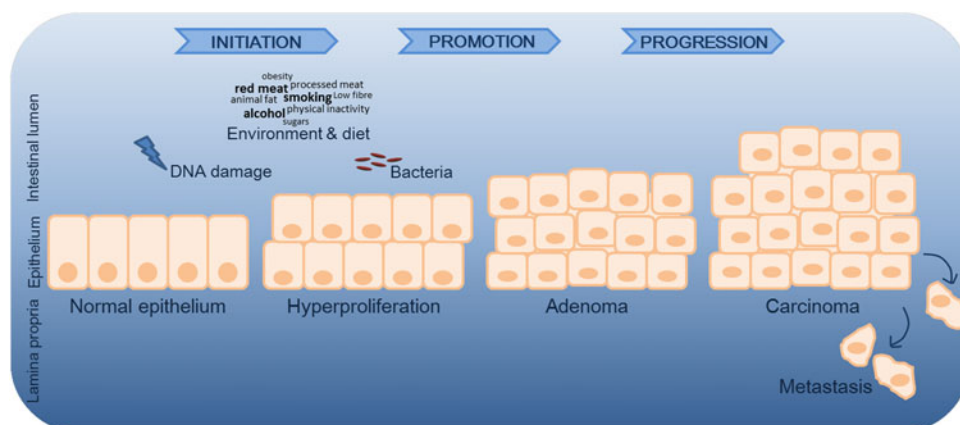 INITIATION
PROMOTION
PROGRESSION
obesity
red meat processed meat
animal fat smoking Low fibre
alcohol physical inactivity
sugars
Environment & diet
DNA damage
Bacteria
Intestinal lumen
Epithelium
Lamina propria
Normal epithelium
Hyperproliferation
Adenoma
Carcinoma
Metastasis